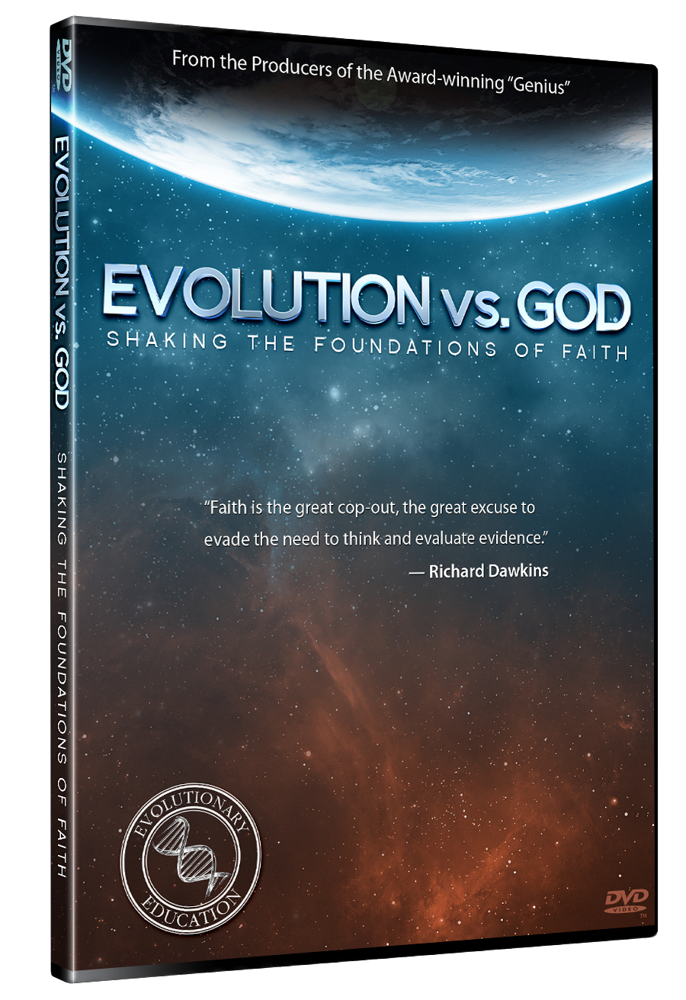 From the Producers of the Award-winning “Genius”
EVOLUTION vs. GOD
SHAKING THE FOUNDATIONS OF FAITH
“Faith is the great cop-out, the great excuse to
evade the need to think and evaluate evidence.”
— Richard Dawkins
EVOLUTIONARY
EDUCATION
DVD
VIDEO
TM
DVD
VIDEO
TM
EVOLUTION vs. GOD SHAKING THE FOUNDATIONS OF FAITH